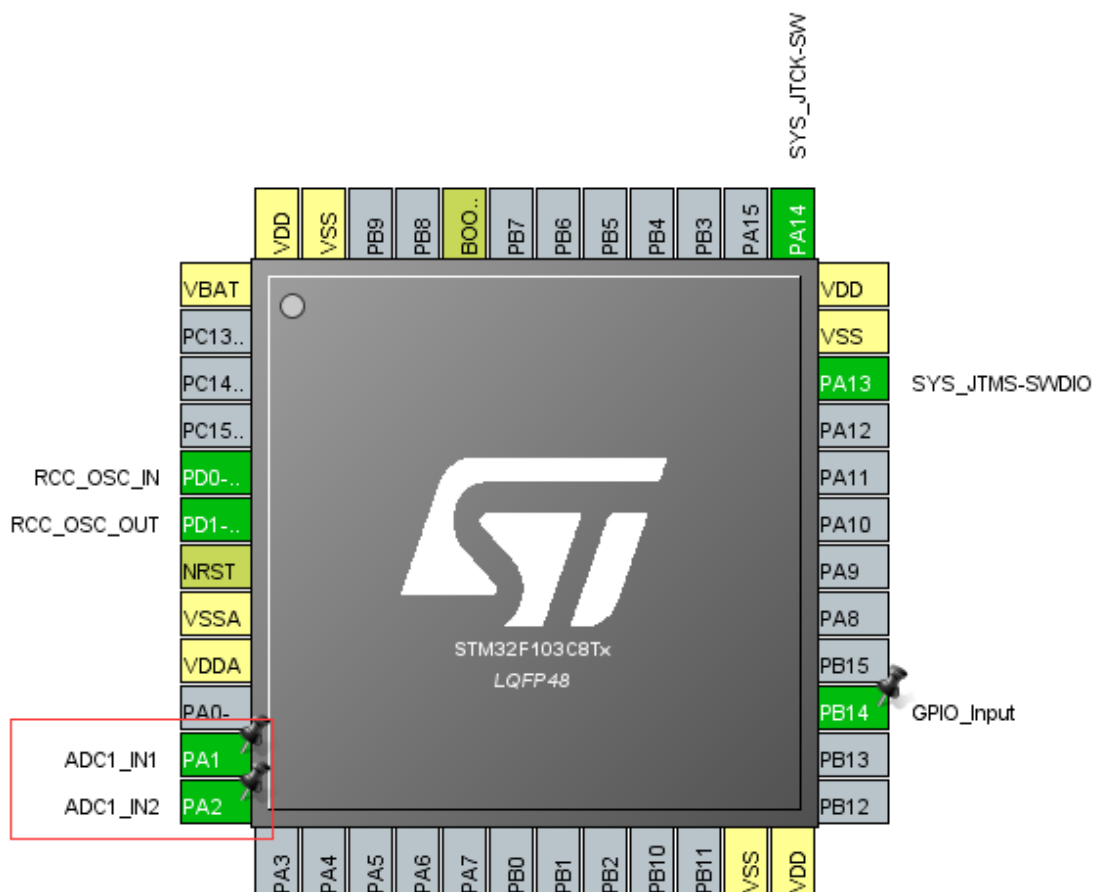 SYS_JTCK-SW
VDD
VSS
PB9
PB8
BOO..
PB7
PB6
PB5
PB4
PB3
PA15
PA14
VBAT
PC13..
PC14..
PC15..
RCC_OSC_IN PD0-..
RCC_OSC_OUT PD1-..
NRST
VSSA
VDDA
PA0-
ADC1_IN1 PA1
ADC1_IN2 PA2
STM32F103C8Tx
LQFP48
VDD
VSS
PA13 SYS_JTMS-SWDIO
PA12
PA11
PA10
PA9
PA8
PB15
PB14 GPIO_Input
PB13
PB12
PA3
PA4
PA5
PA6
PA7
PB0
PB1
PB2
PB10
PB11
VSS
VDD